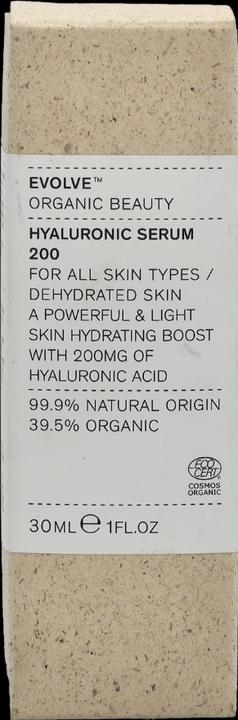 EVOLVE™
ORGANIC BEAUTY
HYALURONIC SERUM
200
FOR ALL SKIN TYPES /
DEHYDRATED SKIN
A POWERFUL & LIGHT
SKIN HYDRATING BOOST
WITH 200MG OF
HYALURONIC ACID
99.9% NATURAL ORIGIN
39.5% ORGANIC
ECO
CERT
COSMOS
ORGANIC
30ML ℮ 1FL.OZ